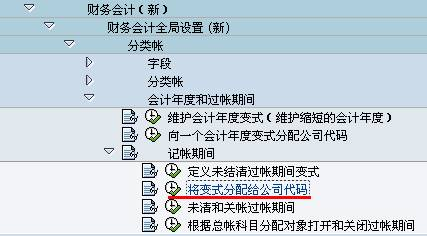 财务会计（新）
财务会计全局设置 (新)
分类帐
字段
分类帐
会计年度和过帐期间
维护会计年度变式（维护缩短的会计年度）
向一个会计年度变式分配公司代码
记帐期间
定义未结清过帐期间变式
将变式分配给公司代码
未清和关帐过帐期间
根据总帐科目分配对象打开和关闭过帐期间